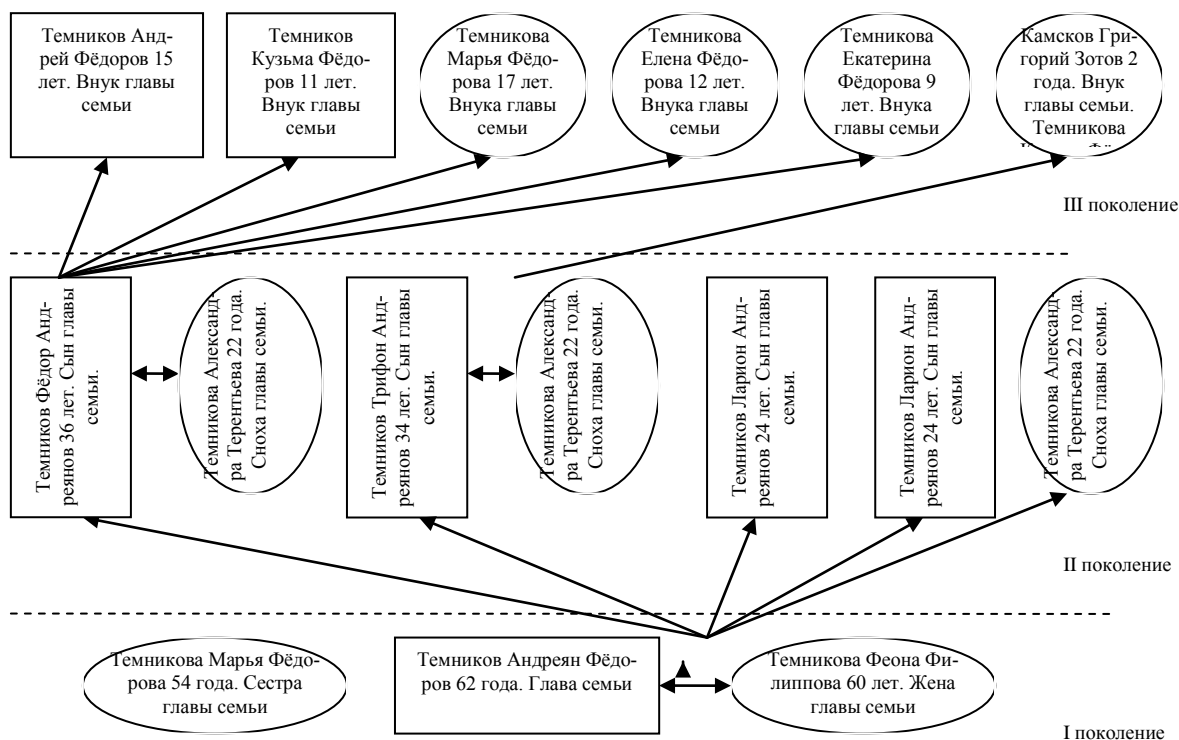 Темников Анд-
рей Фёдоров 15
лет. Внук главы
семьи
Темников
Кузьма Фёдо-
ров 11 лет.
Внук главы
семьи
Темникова
Марья Фёдо-
рова 17 лет.
Внука главы
семьи
Темникова
Елена Фёдо-
рова 12 лет.
Внука главы
семьи
Темникова
Екатерина
Фёдорова 9
лет. Внука
главы семьи
Камсков Гри-
горий Зотов 2
года. Внук
главы семьи.
Темникова
III поколение
Темников Фёдор Анд-
реянов 36 лет. Сын главы
семьи.
Темникова Александ-
ра Терентьева 22 года.
Сноха главы семьи.
Темников Трифон Анд-
реянов 34 лет. Сын главы
семьи.
Темникова Александ-
ра Терентьева 22 года.
Сноха главы семьи.
Темников Ларион Анд-
реянов 24 лет. Сын главы
семьи.
Темников Ларион Анд-
реянов 24 лет. Сын главы
семьи.
Темникова Александ-
ра Терентьева 22 года.
Сноха главы семьи.
II поколение
Темникова Марья Фёдо-
рова 54 года. Сестра
главы семьи
Темников Андреян Фёдо-
ров 62 года. Глава семьи
Темникова Феона Фи-
липпова 60 лет. Жена
главы семьи
I поколение